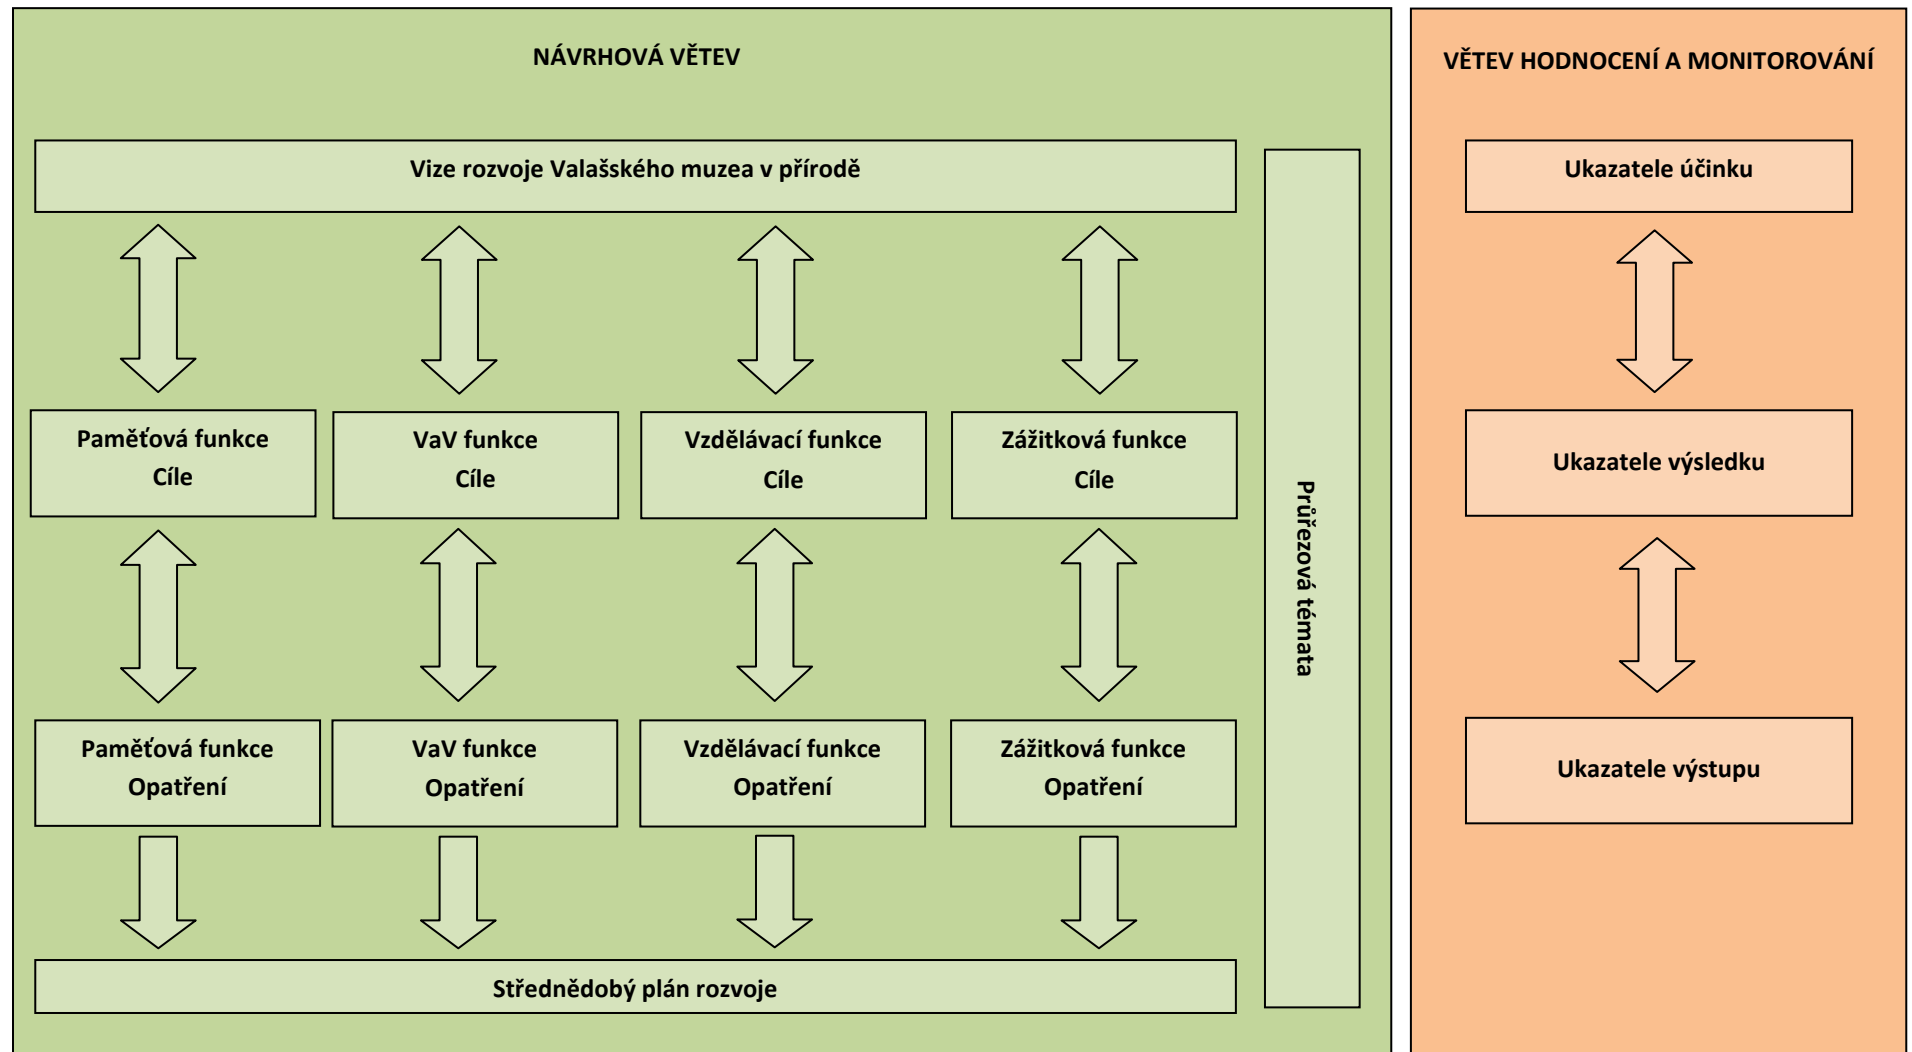 NÁVRHOVÁ VĚTEV
VĚTEV HODNOCENÍ A MONITOROVÁNÍ
Vize rozvoje Valašského muzea v přírodě
Ukazatele účinku
Paměťová funkce
Cíle
VaV funkce
Cíle
Vzdělávací funkce
Cíle
Zážitková funkce
Cíle
Průřezová témata
Ukazatele výsledku
Paměťová funkce
Opatření
VaV funkce
Opatření
Vzdělávací funkce
Opatření
Zážitková funkce
Opatření
Ukazatele výstupu
Střednědobý plán rozvoje